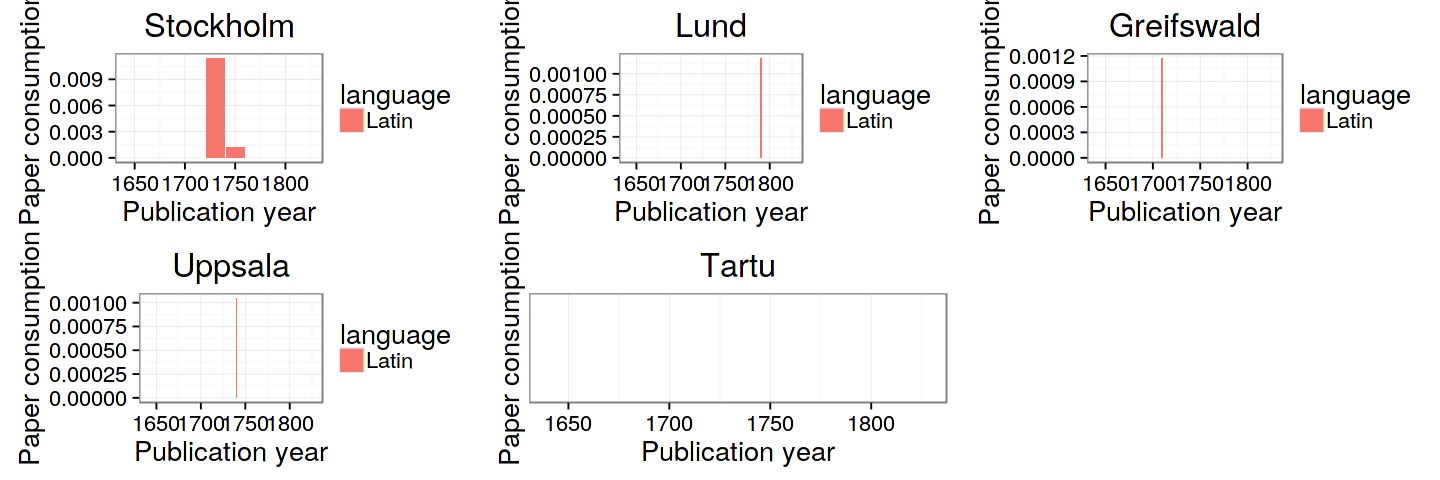 Stockholm
Paper consumption
0.009
0.006
0.003
0.000
1650 1700 1750 1800
Publication year
language
Latin
Lund
Paper consumption
0.00100
0.00075
0.00050
0.00025
0.00000
1650 1700 1750 1800
Publication year
language
Latin
Greifswald
Paper consumption
0.0012
0.0009
0.0006
0.0003
0.0000
1650 1700 1750 1800
Publication year
language
Latin
Uppsala
Paper consumption
0.00100
0.00075
0.00050
0.00025
0.00000
1650 1700 1750 1800
Publication year
language
Latin
Tartu
Paper consumption
1650 1700 1750 1800
Publication year